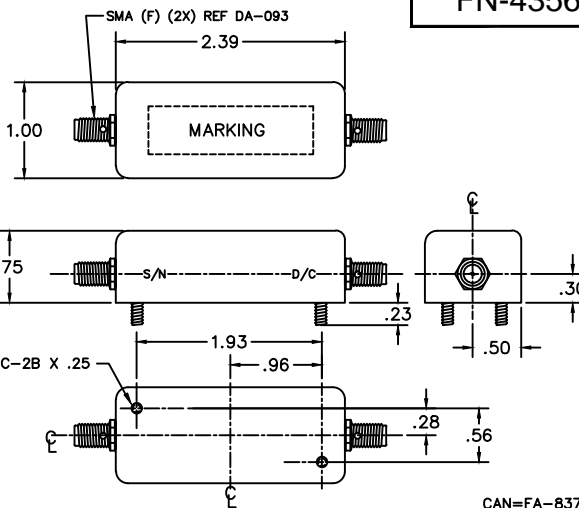 FN-4356
SMA (F) (2X) REF DA-093
2.39
1.00
MARKING
75
S/N
D/C
.23
.30
.50
1.93
.96
C-2B X .25
.28
.56
CAN=FA-837